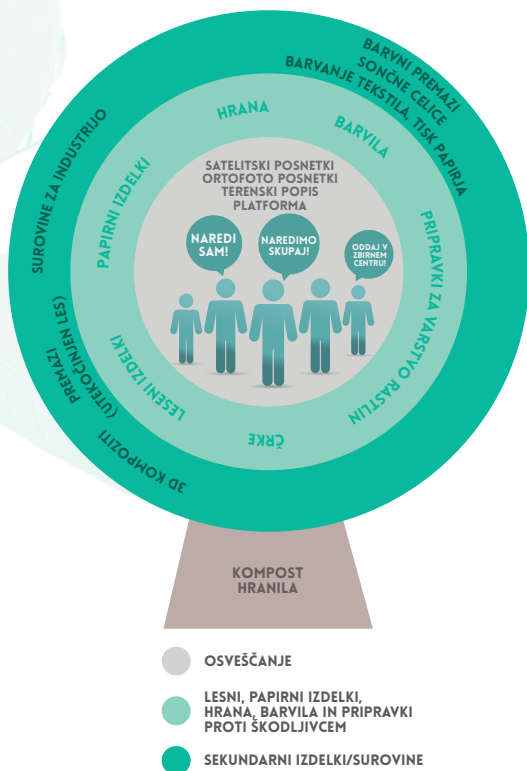 BARVNI PREMAZI
SONČNE CELICE
BARVANJE TEKSTILA, TISK PAPIRJA
SUROVINE ZA INDUSTRIJO
PREMAZI
(UTEKOČINJEN LES)
3D KOMPOZITI
HRANA
BARVILA
PAPIRNI IZDELKI
PRIPRAVKI ZA VARSTVO RASTLIN
LESENI IZDELKI
ČRKE
SATELITSKI POSNETKI
ORTOFOTO POSNETKI
TERENSKI POPIS
PLATFORMA
NAREDI
SAM!
NAREDIMO
SKUPAJ!
ODDAJ V
ZBIRNEM
CENTRU!
KOMPOST
HRANILA
OSVEŠČANJE
LESNI, PAPIRNI IZDELKI,
HRANA, BARVILA IN PRIPRAVKI
PROTI ŠKODLJIVCEM
SEKUNDARNI IZDELKI/SUROVINE